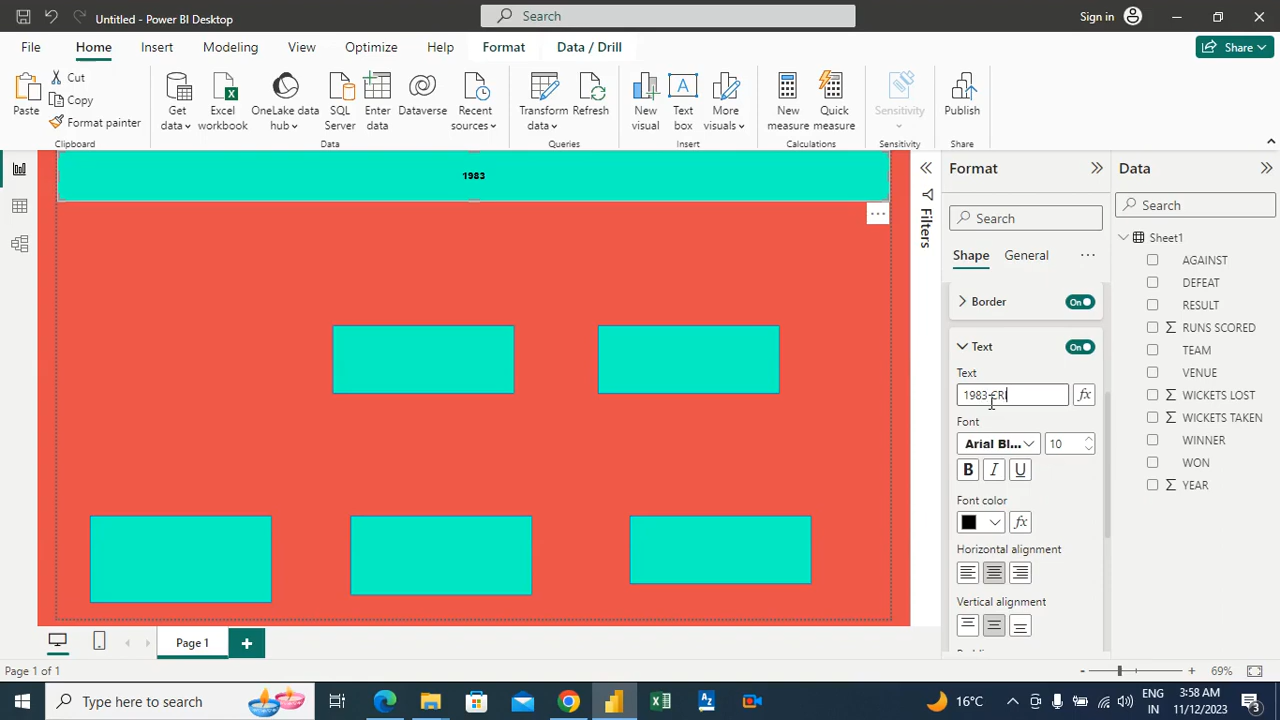 Untitled - Power BI Desktop
Search
Sign in
File
Home
Insert
Modeling
View
Optimize
Help
Format
Data / Drill
Share
Paste
Cut
Copy
Format painter
Clipboard
Get data
Excel workbook
OneLake data hub
SQL Server
Enter data
Dataverse
Recent sources
Data
Transform data
Refresh
Queries
New visual
Text box
More visuals
Insert
New measure
Quick measure
Calculations
Sensitivity
Sensitivity
Publish
Share
1983
Filters
Format
Search
Shape
General
Border
On
Text
On
Text
1983-CRI
fx
Font
Arial Bl...
10
B I U
Font color
fx
Horizontal alignment
Vertical alignment
Data
Search
Sheet1
AGAINST
DEFEAT
RESULT
RUNS SCORED
TEAM
VENUE
WICKETS LOST
WICKETS TAKEN
WINNER
WON
YEAR
Page 1
Page 1 of 1
69%
Type here to search
16°C
ENG
IN
3:58 AM
11/12/2023
3